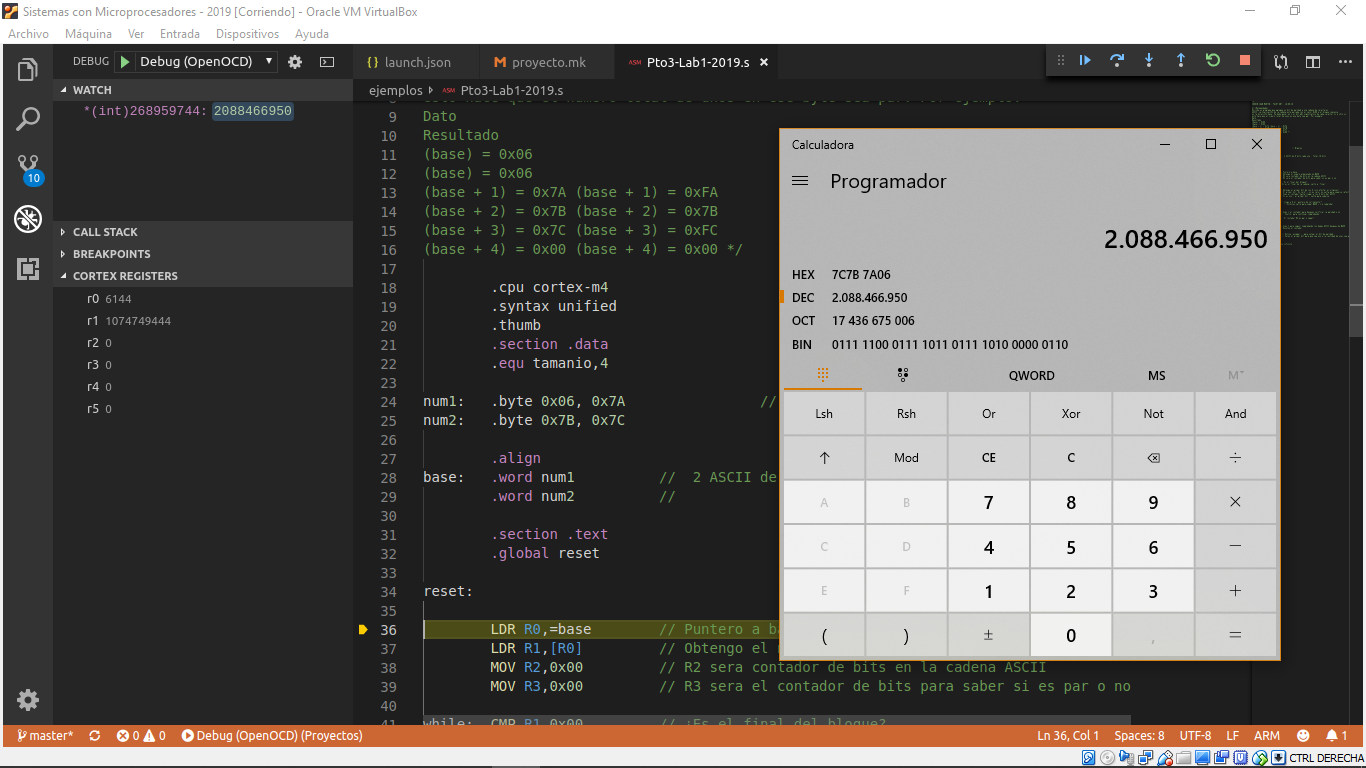 Sistemas con Microprocesadores - 2019 [Corriendo] - Oracle VM VirtualBox
Archivo Máquina Ver Entrada Dispositivos Ayuda
DEBUG Debug (OpenOCD)
launch.json
proyecto.mk
Pto3-Lab1-2019.s
WATCH
*(int)268959744: 2088466950
10
CALL STACK
BREAKPOINTS
CORTEX REGISTERS
r0 6144
r1 1074749444
r2 0
r3 0
r4 0
r5 0
ejemplos Pto3-Lab1-2019.s
9 Dato
10 Resultado
11 (base) = 0x06
12 (base) = 0x06
13 (base + 1) = 0x7A (base + 1) = 0xFA
14 (base + 2) = 0x7B (base + 2) = 0x7B
15 (base + 3) = 0x7C (base + 3) = 0xFC
16 (base + 4) = 0x00 (base + 4) = 0x00 */
17
18 .cpu cortex-m4
19 .syntax unified
20 .thumb
21 .section .data
22 .equ tamanio,4
23
24 num1: .byte 0x06, 0x7A //
25 num2: .byte 0x7B, 0x7C
26
27 .align
28 base: .word num1 // 2 ASCII de
29 .word num2 //
30
31 .section .text
32 .global reset
33
34 reset:
35
36 LDR R0,=base // Puntero a
37 LDR R1,[R0] // Obtengo el
38 MOV R2,0x00 // R2 sera contador de bits en la cadena ASCII
39 MOV R3,0x00 // R3 sera el contador de bits para saber si es par o no
40
41 while: CMP R1,0x00 // ¿Es el final del bloque?
Calculadora
Programador
2.088.466.950
HEX 7C7B 7A06
DEC 2.088.466.950
OCT 17 436 675 006
BIN 0111 1100 0111 1011 0111 1010 0000 0110
QWORD MS M˅
Lsh Rsh Or Xor Not And
↑ Mod CE C ⌫ ÷
A B 7 8 9 ×
C D 4 5 6 −
E F 1 2 3 +
( ) ± 0 , =
master* 0 0 Debug (OpenOCD) (Proyectos) Ln 36, Col 1 Spaces: 8 UTF-8 LF ARM 1
CTRL DERECHA